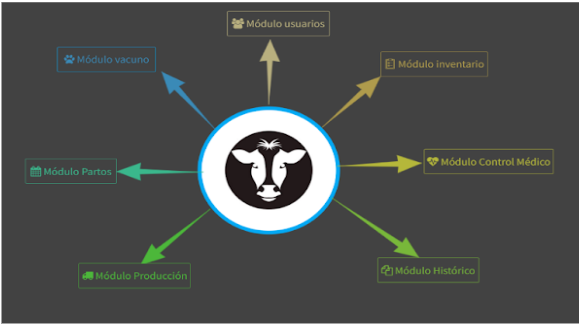 Módulo usuarios
Módulo vacuno
Módulo inventario
Módulo Partos
Módulo Control Médico
Módulo Producción
Módulo Histórico